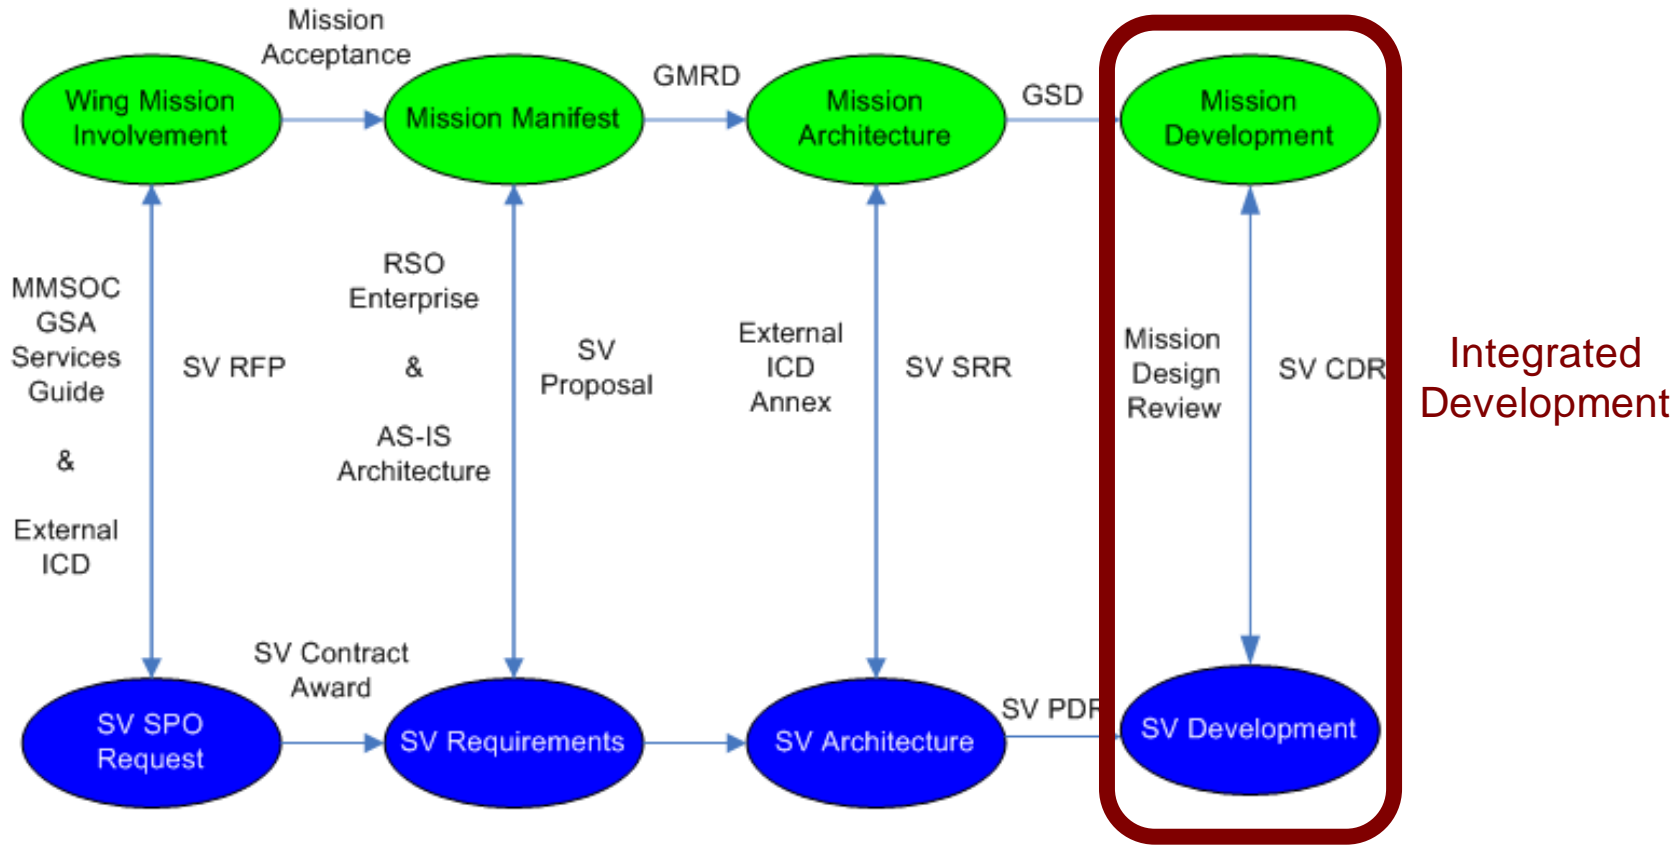 Mission
Acceptance
GMRD
GSD
Wing Mission
Involvement
Mission Manifest
Mission
Architecture
Mission
Development
MMSOC
GSA
Services
Guide
&
External
ICD
SV RFP
RSO
Enterprise
&
AS-IS
Architecture
SV
Proposal
External
ICD
Annex
SV SRR
Mission
Design
Review
SV CDR
Integrated
Development
SV Contract
Award
SV PDR
SV SPO
Request
SV Requirements
SV Architecture
SV Development